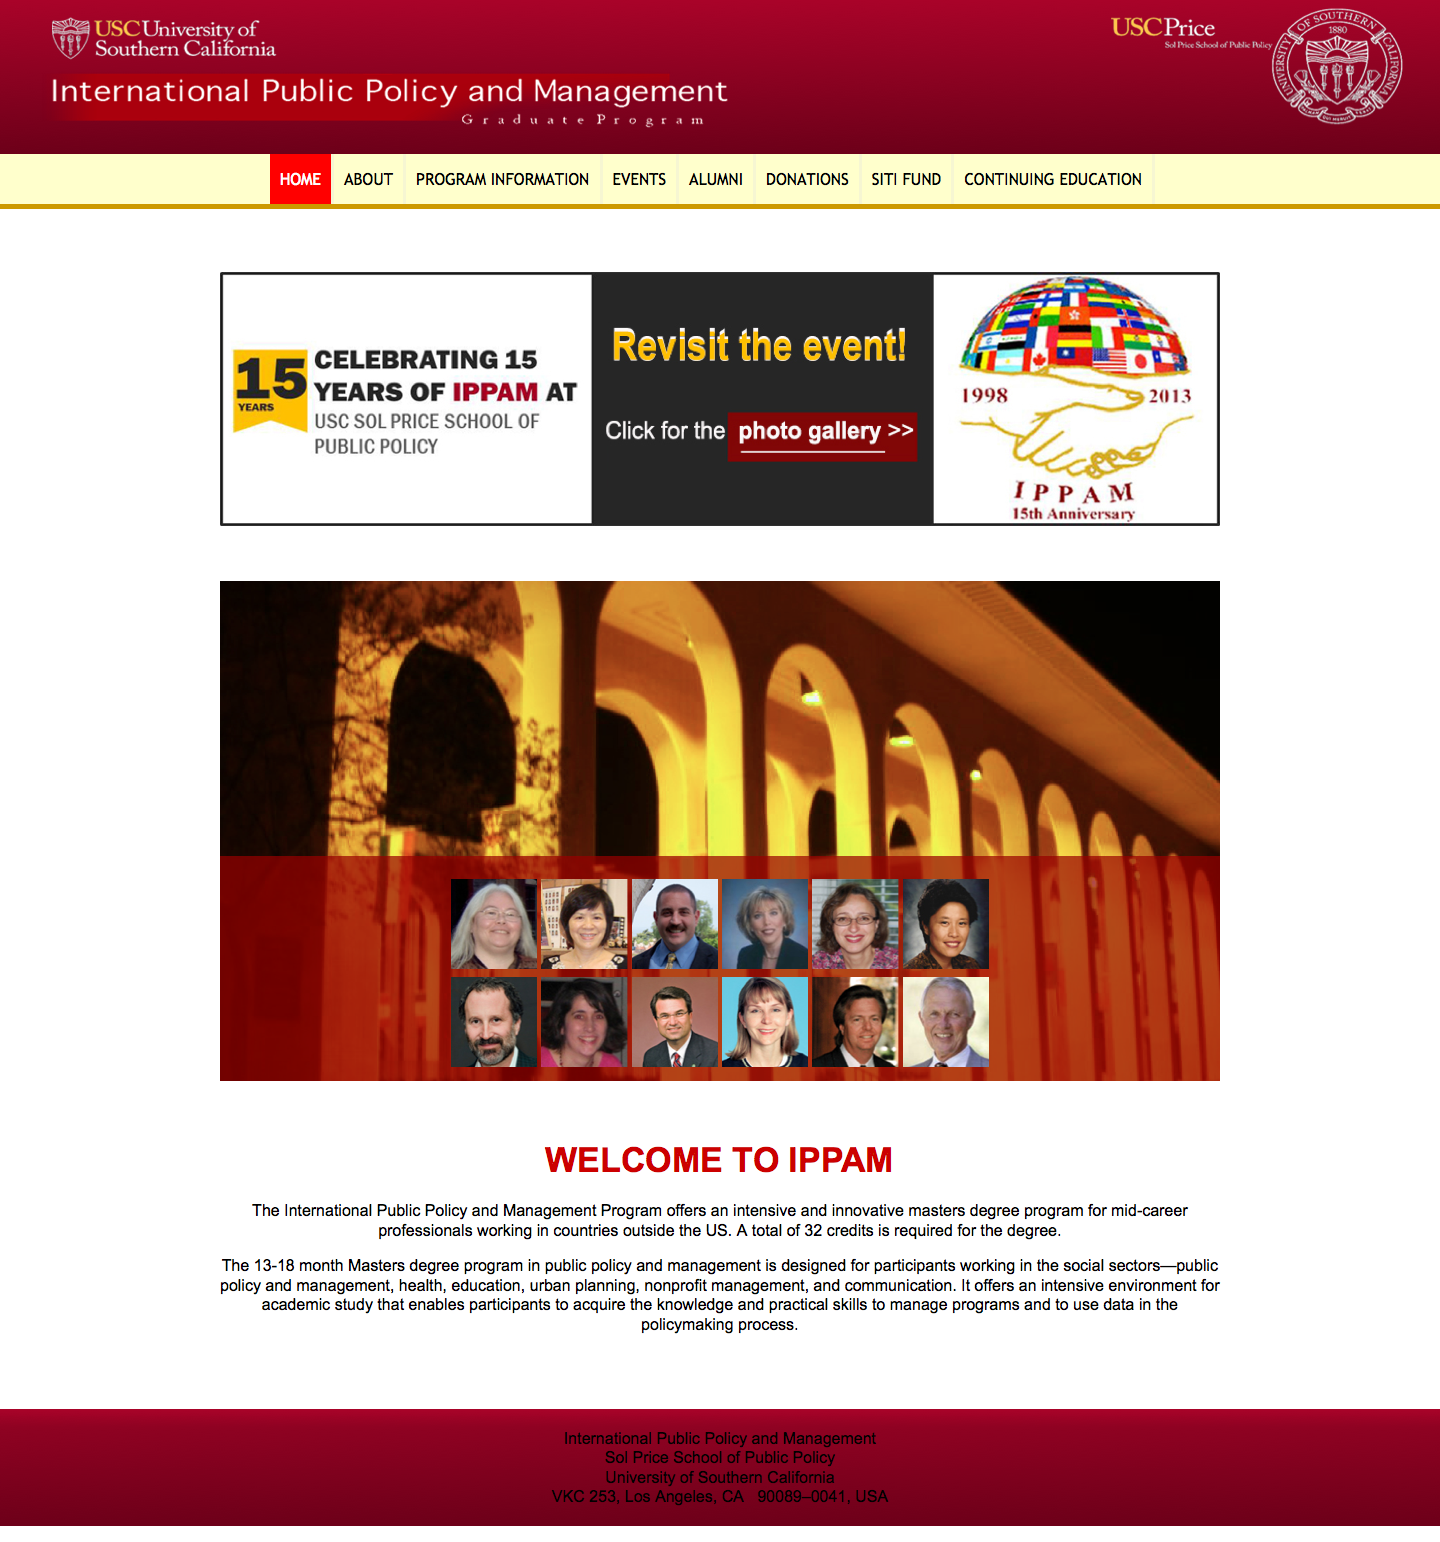 USC University of
Southern California
International Public Policy and Management
Graduate Program
USCPrice
Sol Price School of Public Policy
UNIVERSITY OF SOUTHERN CALIFORNIA
1880
HOME
ABOUT
PROGRAM INFORMATION
EVENTS
ALUMNI
DONATIONS
SITI FUND
CONTINUING EDUCATION
15
YEARS
CELEBRATING 15
YEARS OF IPPAM AT
USC SOL PRICE SCHOOL OF
PUBLIC POLICY
Revisit the event!
Click for the photo gallery >>
1998
2013
IPPAM
15th Anniversary
WELCOME TO IPPAM
The International Public Policy and Management Program offers an intensive and innovative masters degree program for mid-career
professionals working in countries outside the US. A total of 32 credits is required for the degree.
The 13-18 month Masters degree program in public policy and management is designed for participants working in the social sectors—public
policy and management, health, education, urban planning, nonprofit management, and communication. It offers an intensive environment for
academic study that enables participants to acquire the knowledge and practical skills to manage programs and to use data in the
policymaking process.
International Public Policy and Management
Sol Price School of Public Policy
University of Southern California
VKC 253, Los Angeles, CA 90089–0041, USA